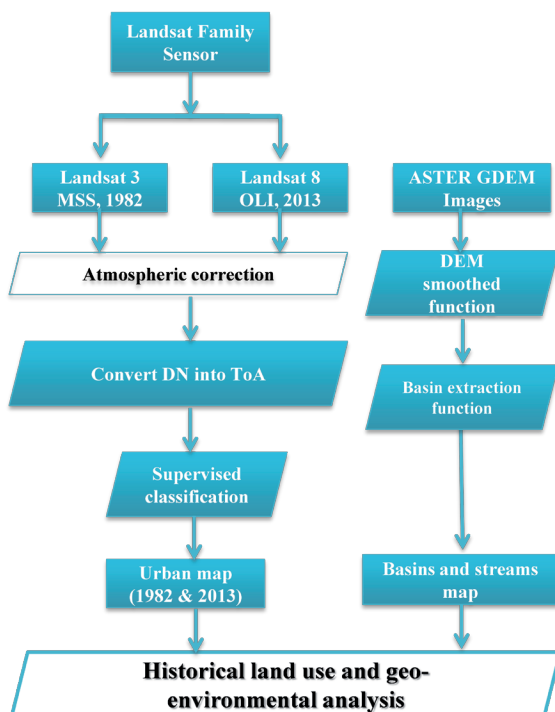 Landsat Family
Sensor
Landsat 3
MSS, 1982
Landsat 8
OLI, 2013
ASTER GDEM
Images
Atmospheric correction
DEM
smoothed
function
Convert DN into ToA
Basin extraction
function
Supervised
classification
Urban map
(1982 & 2013)
Basins and streams
map
Historical land use and geo-
environmental analysis